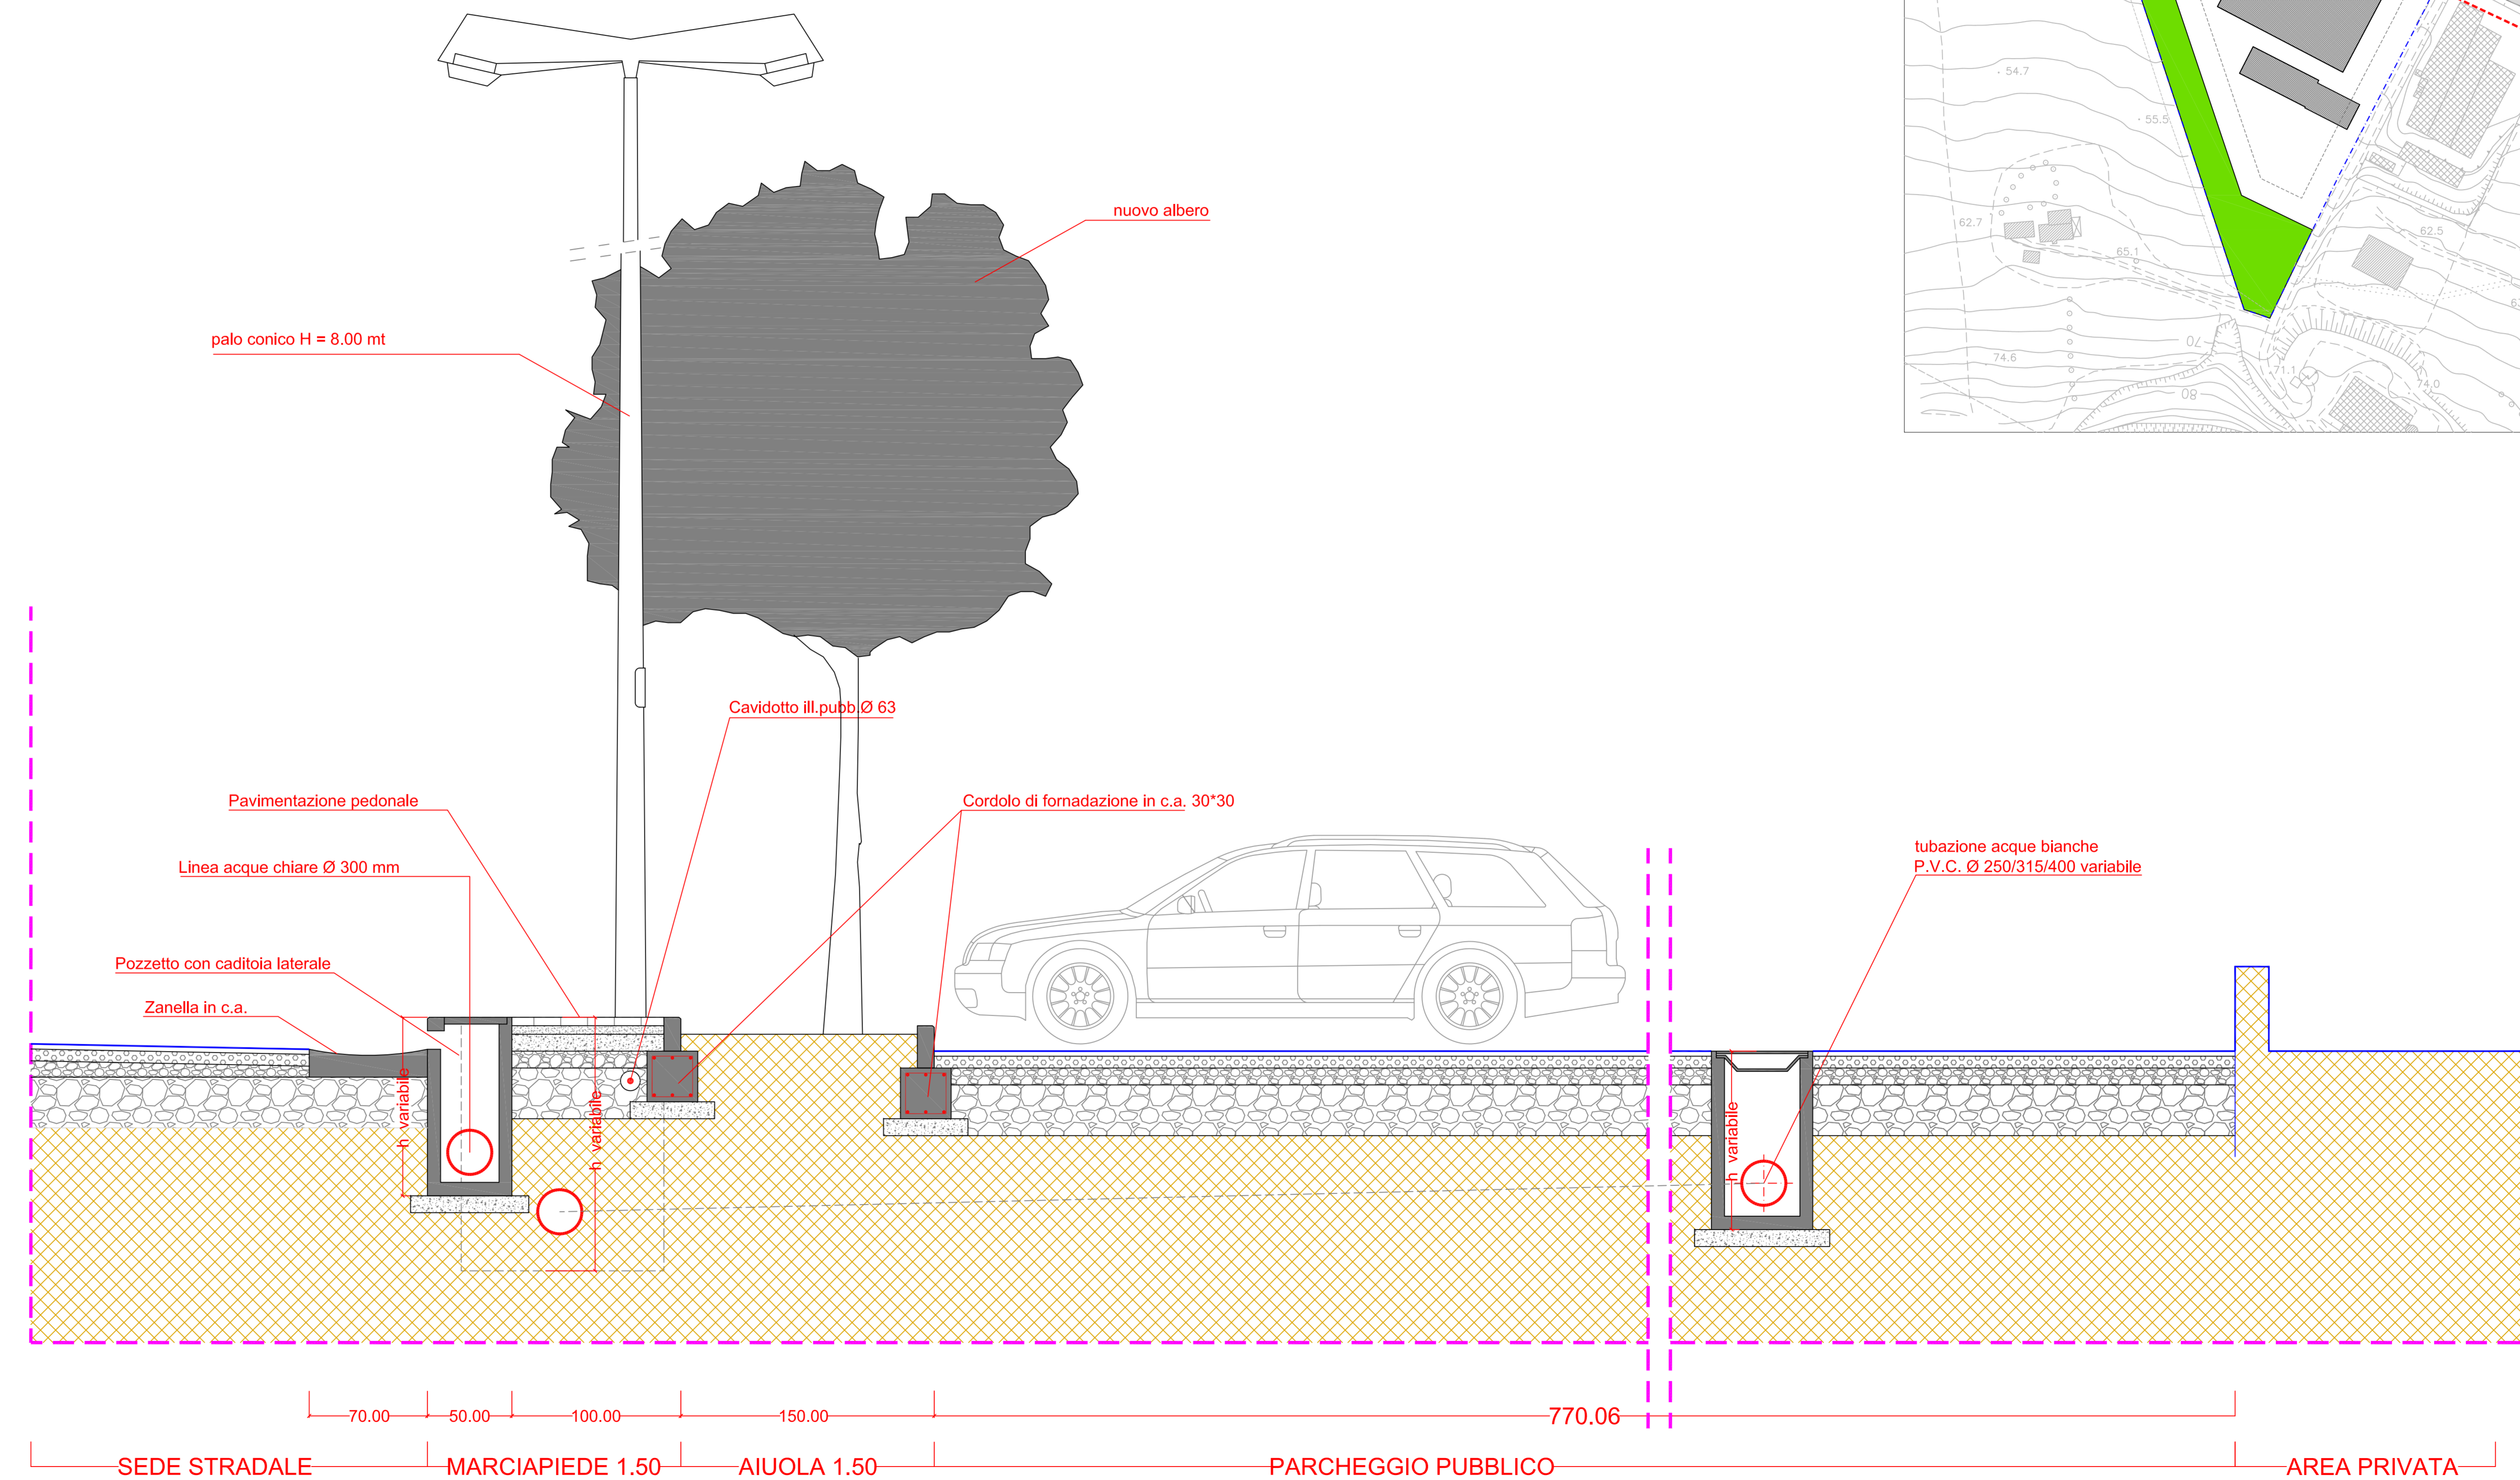 54.7
55.5
62.7
65.1
62.5
70
74.6
71.1
74.0
80
nuovo albero
palo conico H = 8.00 mt
Cavidotto ill.pubb.Ø 63
Pavimentazione pedonale
Cordolo di fornadazione in c.a. 30*30
Linea acque chiare Ø 300 mm
tubazione acque bianche
P.V.C. Ø 250/315/400 variabile
Pozzetto con caditoia laterale
Zanella in c.a.
h variabile
h variabile
h variabile
70.00
50.00
100.00
150.00
770.06
SEDE STRADALE
MARCIAPIEDE 1.50
AIUOLA 1.50
PARCHEGGIO PUBBLICO
AREA PRIVATA